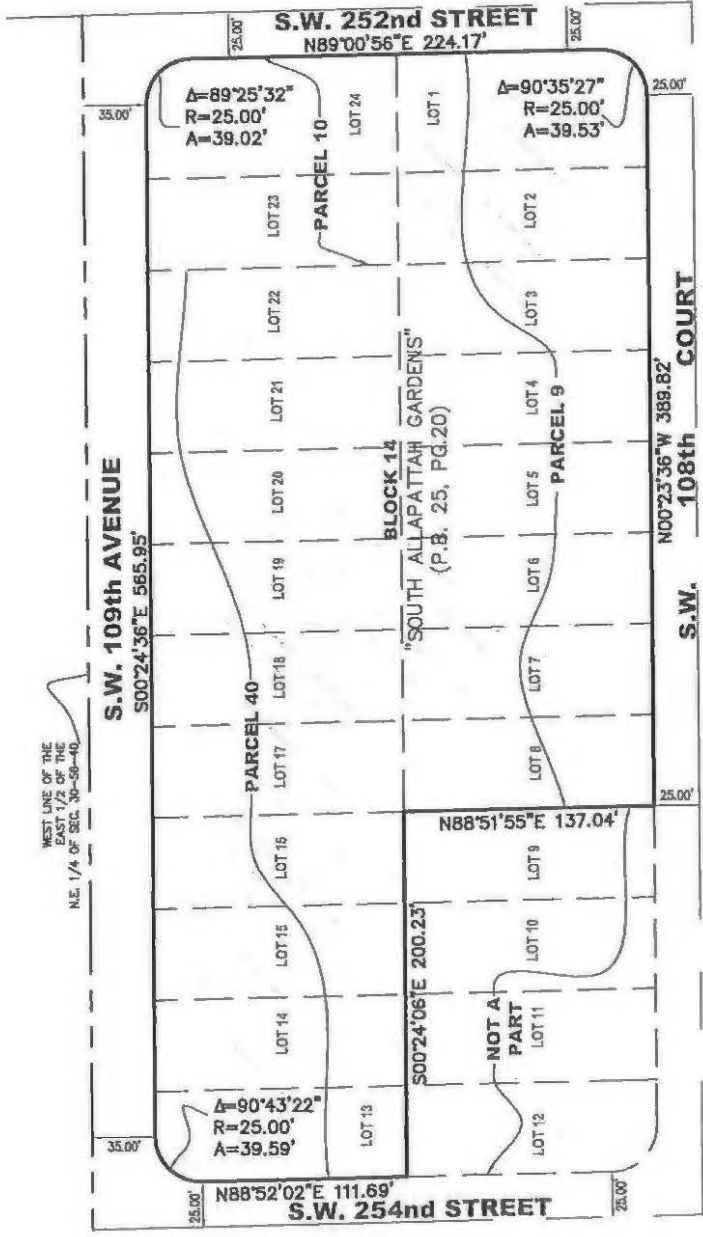 S.W. 252nd STREET
N89°00'56"E 224.17'
25.00'
25.00'
35.00'
Δ=89°25'32"
R=25.00'
A=39.02'
Δ=90°35'27"
R=25.00'
A=39.53'
25.00'
LOT 24
PARCEL 10
LOT 1
LOT 23
LOT 2
LOT 22
LOT 3
LOT 21
LOT 4
PARCEL 9
LOT 20
LOT 5
LOT 19
LOT 6
LOT 18
LOT 7
LOT 17
LOT 8
PARCEL 40
BLOCK 14
"SOUTH ALLAPATTAH GARDENS"
(P.B. 25, PG.20)
S.W. 109th AVENUE
S00°24'36"E 565.95'
WEST LINE OF THE
EAST 1/2 OF THE
N.E. 1/4 OF SEC. 30-56-40
N00°23'36"W 389.82'
S.W. 108th COURT
25.00'
N88°51'55"E 137.04'
LOT 16
LOT 9
LOT 15
LOT 10
S00°24'06"E 200.23'
LOT 14
NOT A
PART
LOT 11
LOT 13
LOT 12
Δ=90°43'22"
R=25.00'
A=39.59'
35.00'
25.00'
25.00'
N88°52'02"E 111.69'
S.W. 254nd STREET